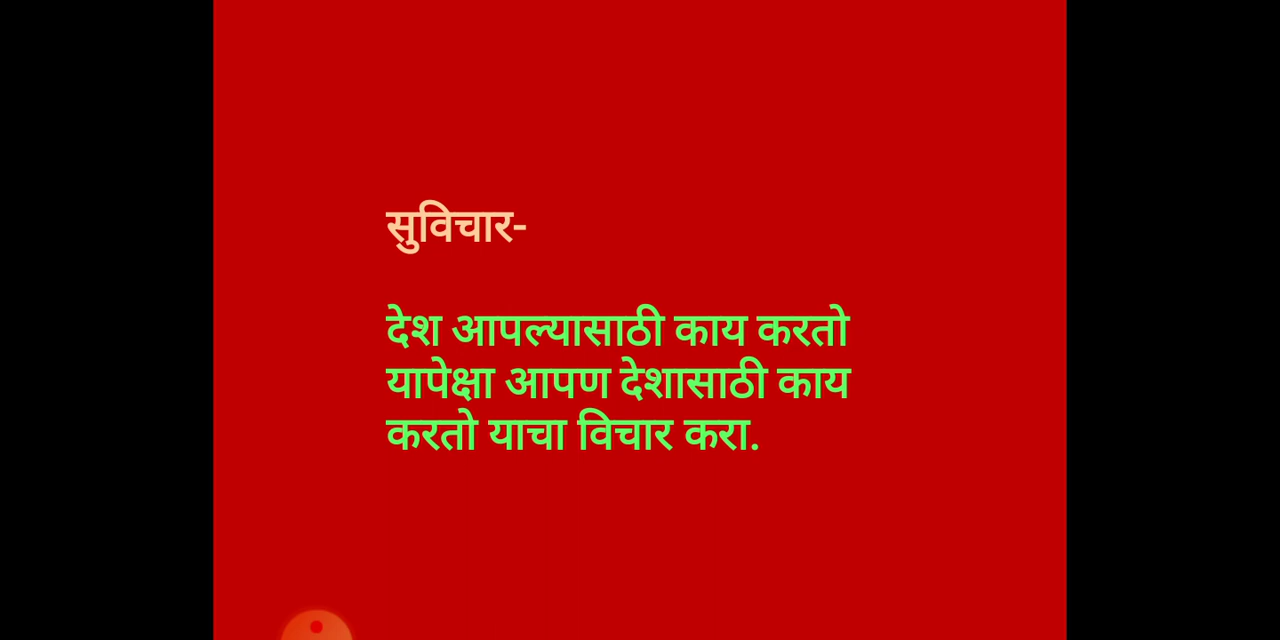 सुविचार-
देश आपल्यासाठी काय करतो
यापेक्षा आपण देशासाठी काय
करतो याचा विचार करा.